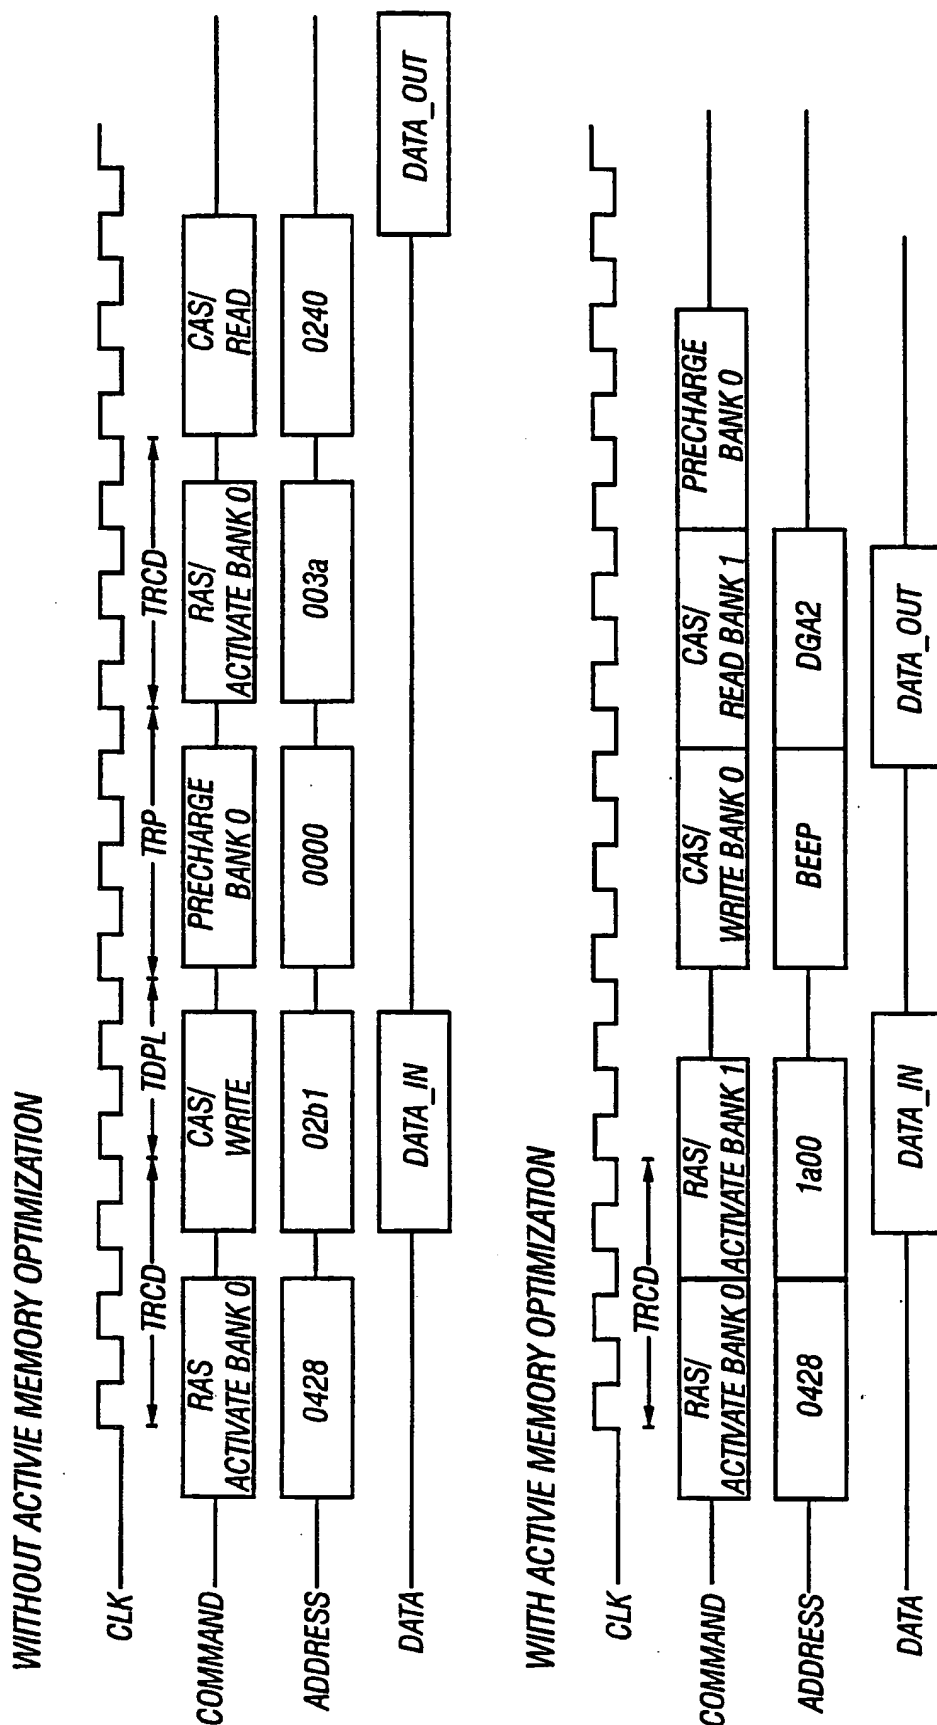 WITHOUT ACTIVIE MEMORY OPTIMIZATION
CLK
TRCD TDPL TRP TRCD
COMMAND
RAS
ACTIVATE BANK 0
CAS/
WRITE
PRECHARGE
BANK 0
RAS/
ACTIVATE BANK 0
CAS/
READ
ADDRESS 0428 02b1 0000 003a 0240
DATA DATA_IN DATA_OUT
WITH ACTIVIE MEMORY OPTIMIZATION
CLK
TRCD
COMMAND
RAS/
ACTIVATE BANK 0
RAS/
ACTIVATE BANK 1
CAS/
WRITE BANK 0
CAS/
READ BANK 1
PRECHARGE
BANK 0
ADDRESS 0428 1a00 BEEP DGA2
DATA DATA_IN DATA_OUT